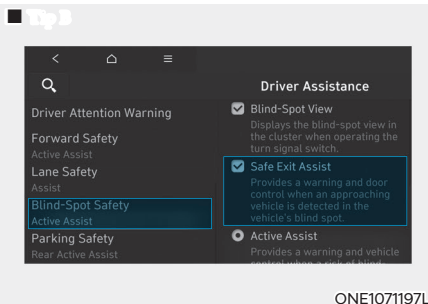 ■ Tip 3
Driver Assistance
Driver Attention Warning
Forward Safety
Active Assist
Lane Safety
Assist
Blind-Spot Safety
Active Assist
Parking Safety
Rear Active Assist
Blind-Spot View
Displays the blind-spot view in
the cluster when operating the
turn signal switch.
Safe Exit Assist
Provides a warning and door
control when an approaching
vehicle is detected in the
vehicle's blind spot.
Active Assist
Provides a warning and vehicle
control when a risk of blind-
ONE1071197L